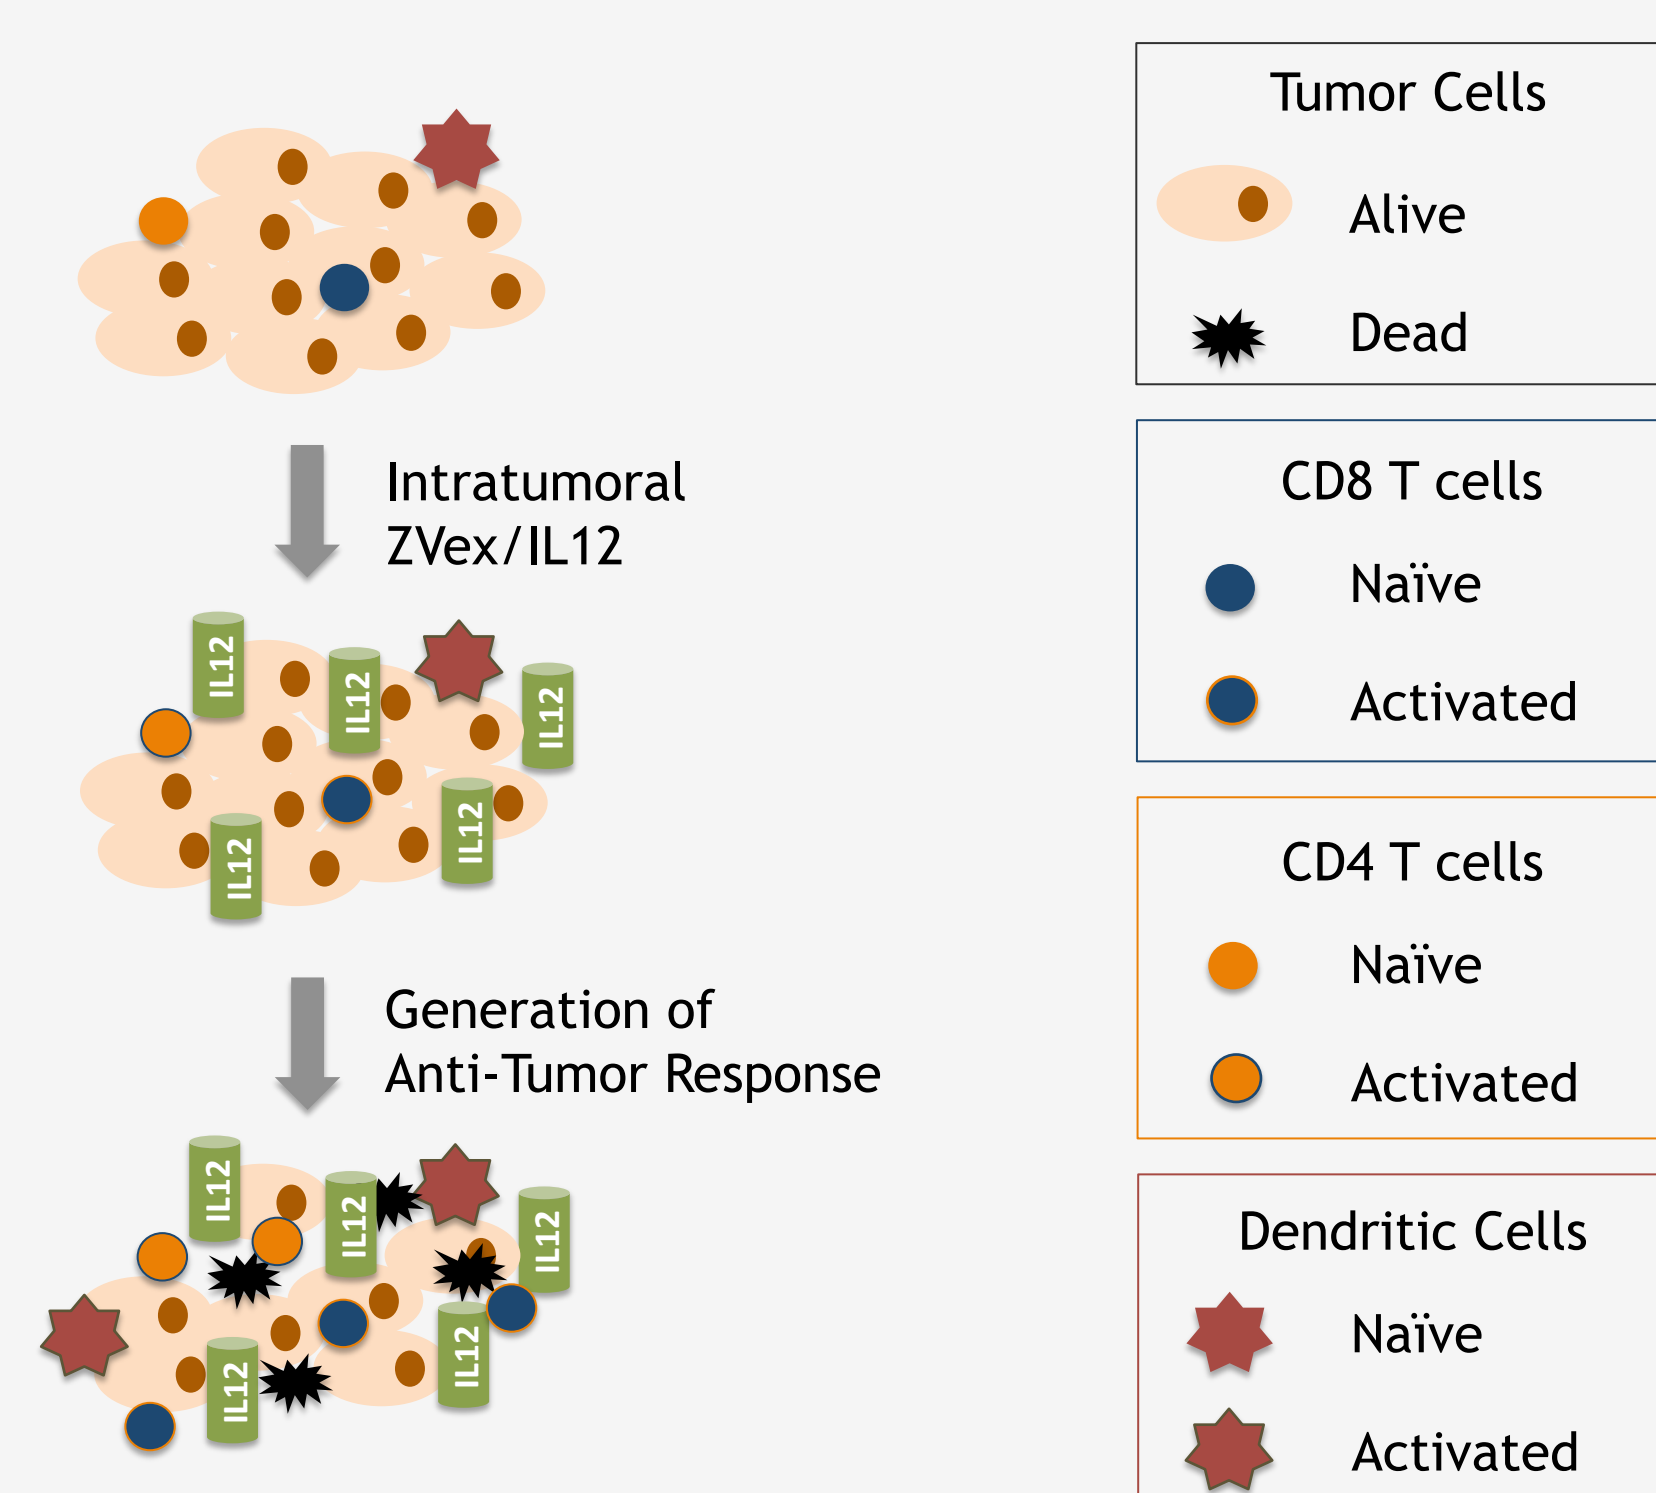 Tumor Cells
Alive
Dead
Intratumoral
ZVex/IL12
CD8 T cells
Naïve
Activated
IL12
IL12
IL12
IL12
IL12
CD4 T cells
Naïve
Activated
Generation of
Anti-Tumor Response
IL12
IL12
IL12
IL12
IL12
Dendritic Cells
Naïve
Activated